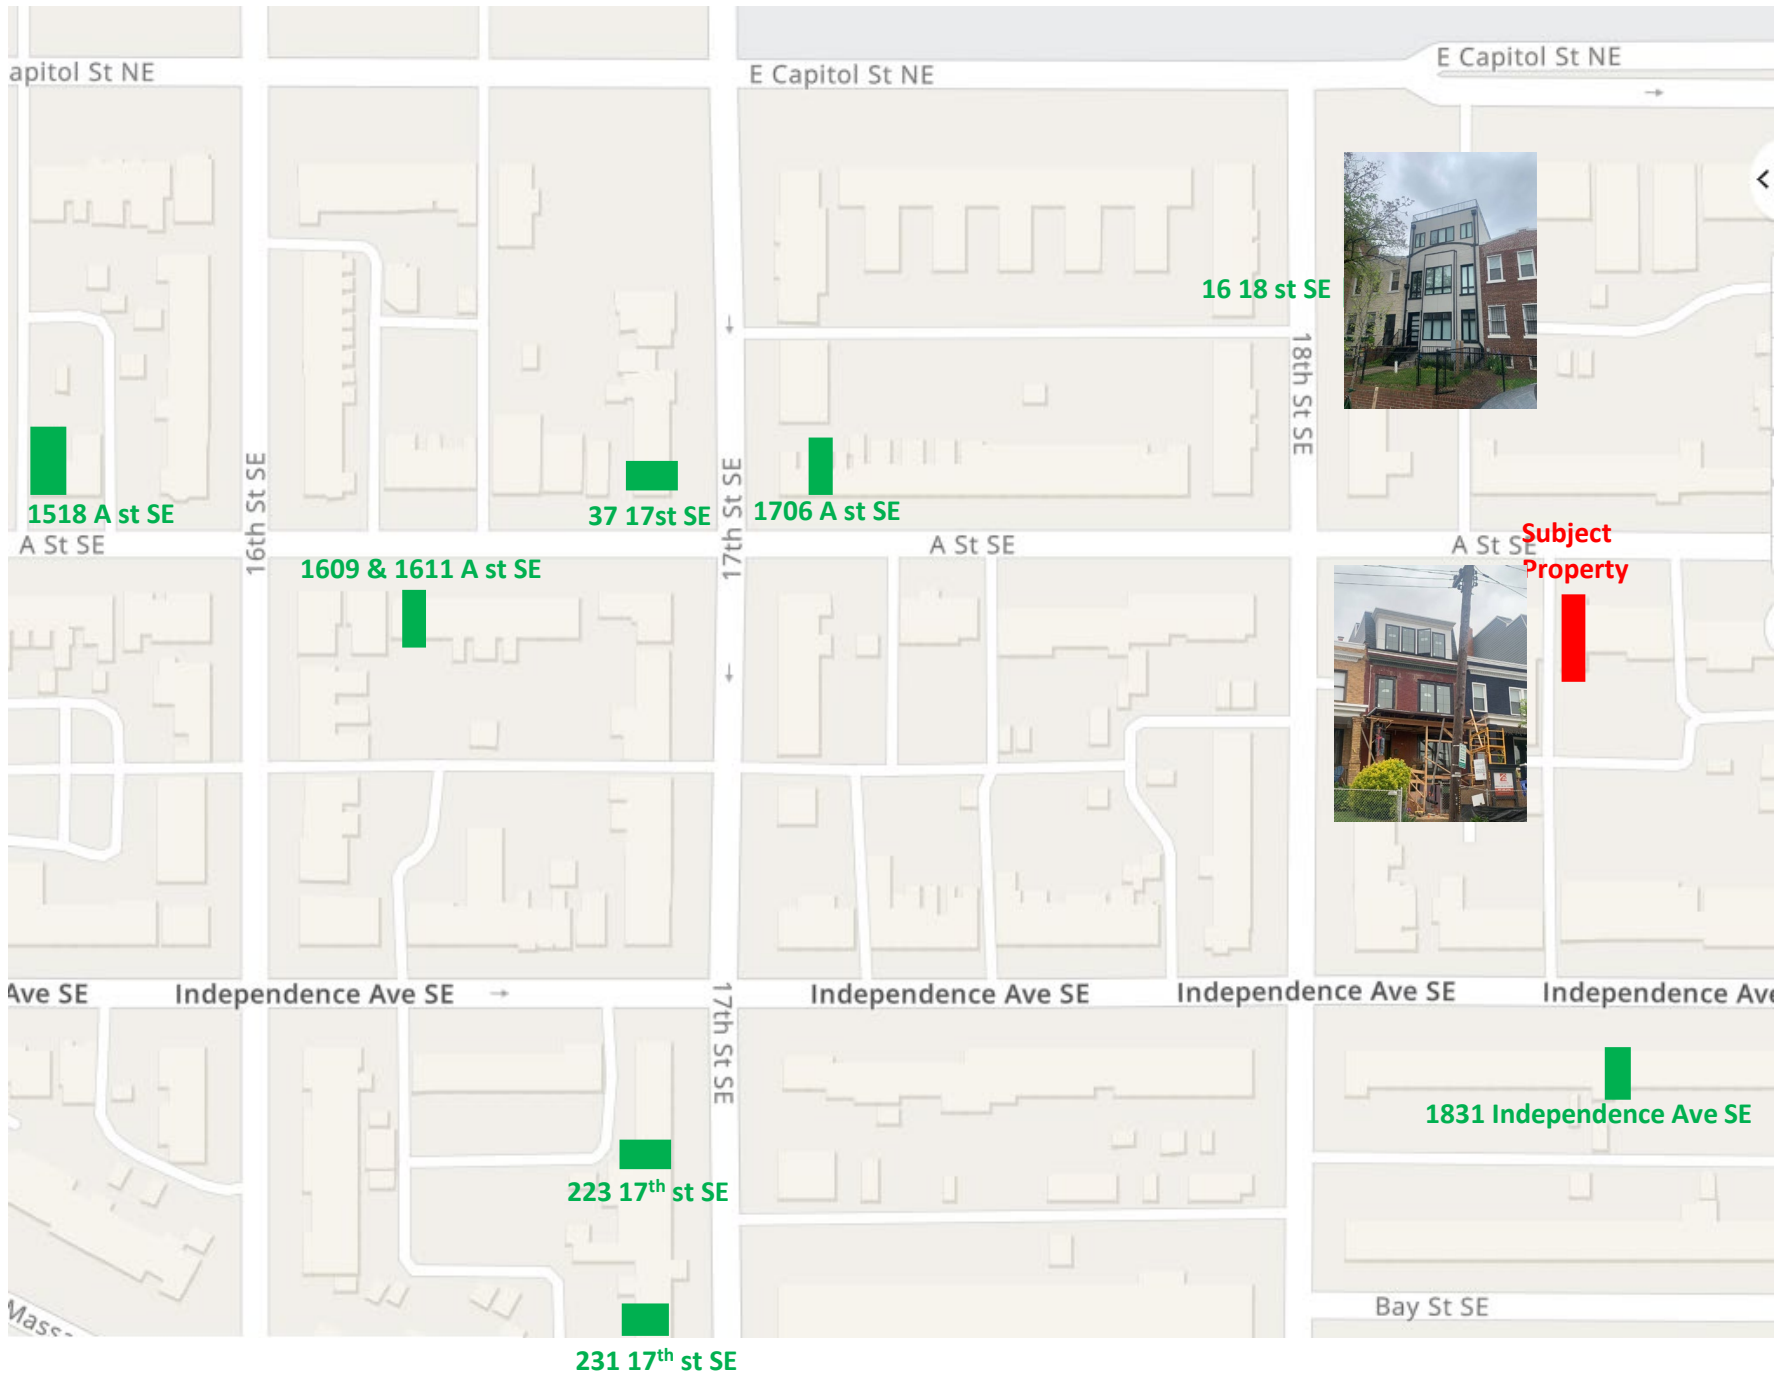 apitol St NE
E Capitol St NE
E Capitol St NE
→
<
16 18 st SE
18th St SE
16th St SE
17th St SE
1518 A st SE
37 17st SE
1706 A st SE
A St SE
A St SE
A St SE
Subject
Property
1609 & 1611 A st SE
Ave SE
Independence Ave SE →
Independence Ave SE
Independence Ave SE
Independence Ave
17th St SE
1831 Independence Ave SE
223 17th st SE
Bay St SE
Massa
231 17th st SE